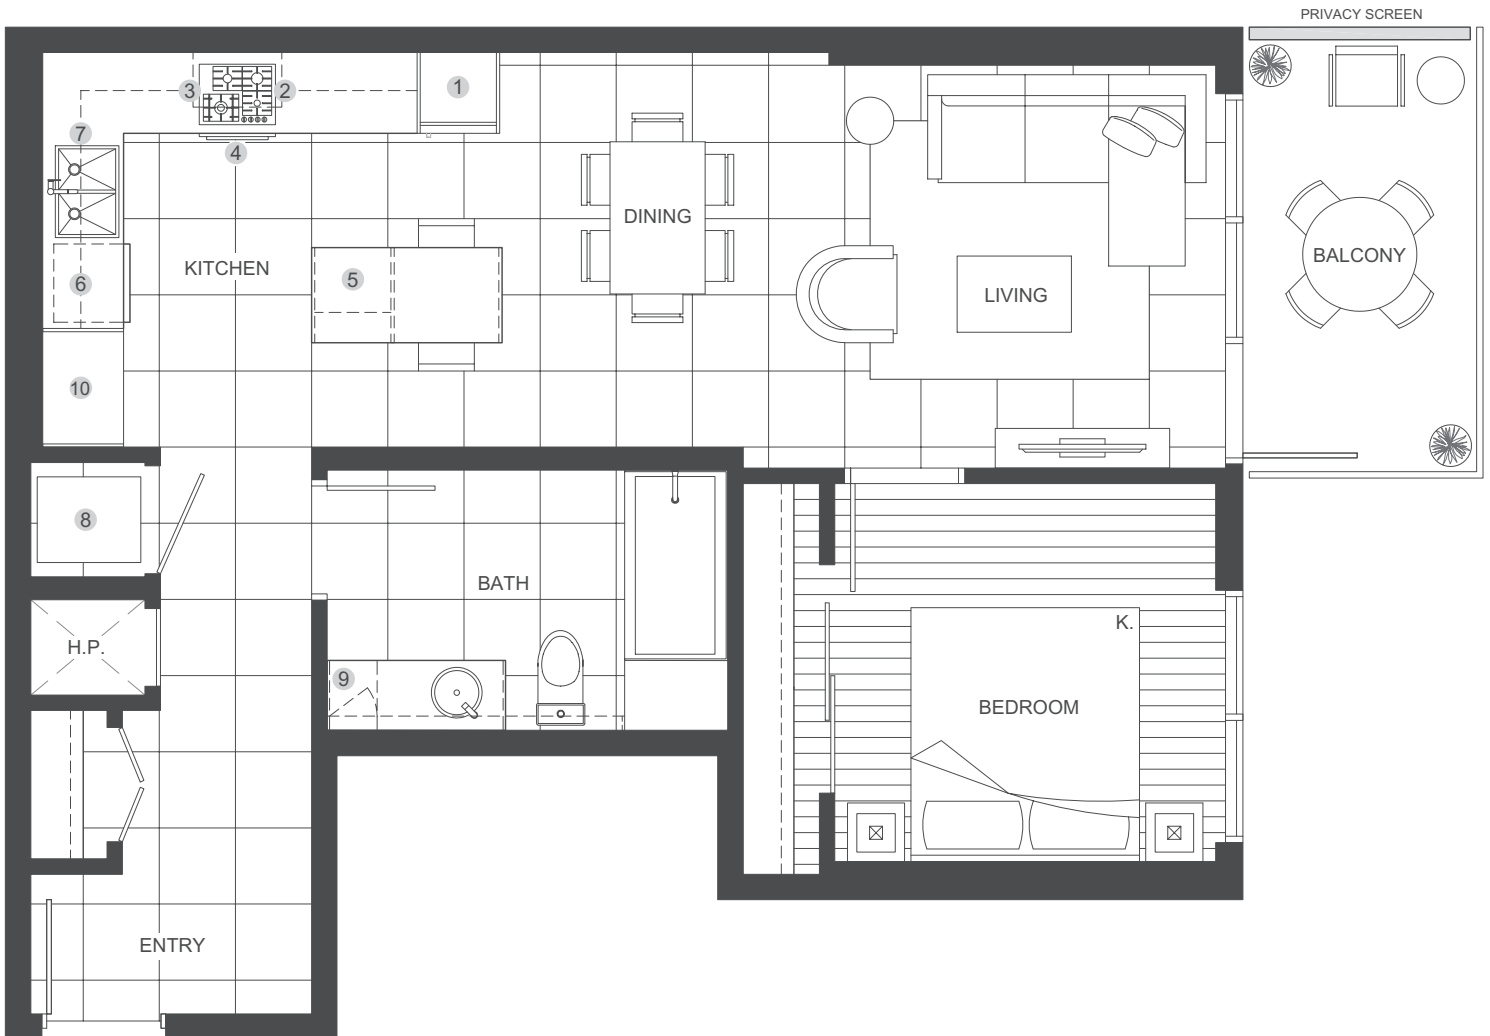 PRIVACY SCREEN
1
3
2
7
4
DINING
KITCHEN
BALCONY
5
6
LIVING
10
8
BATH
K.
H.P.
9
BEDROOM
ENTRY